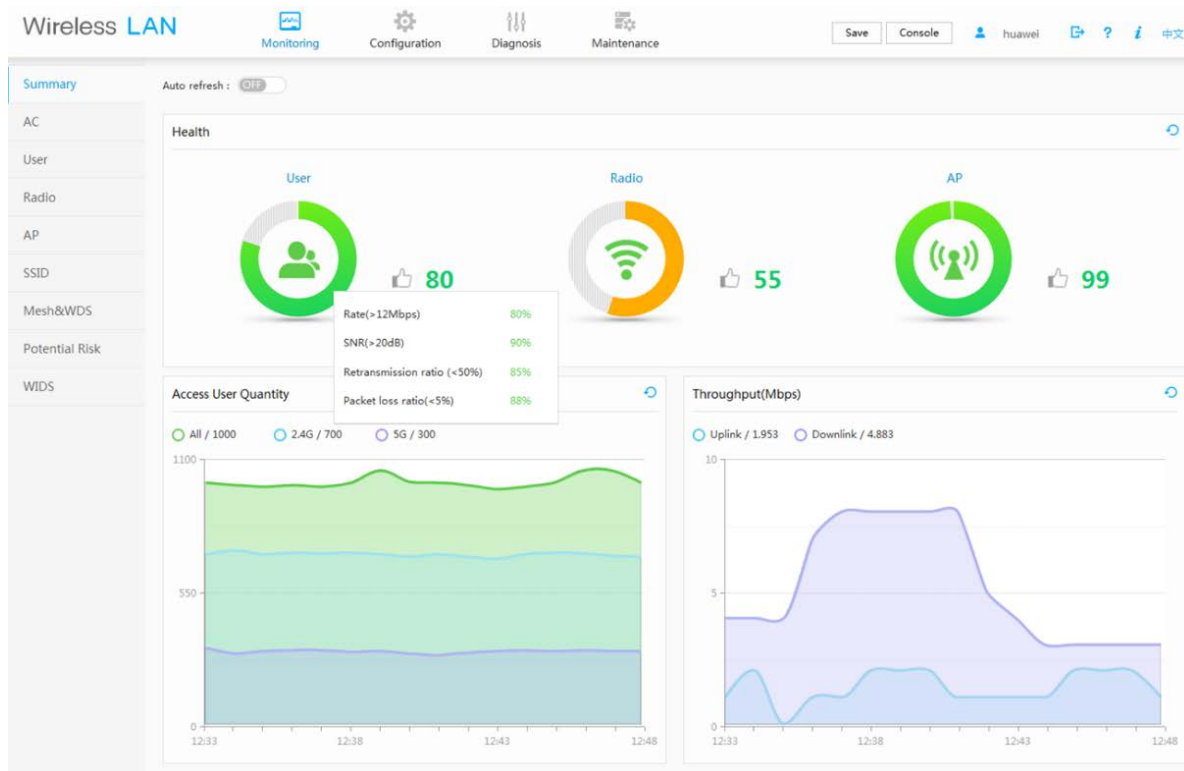 Wireless LAN
Monitoring
Configuration
Diagnosis
Maintenance
Save
Console
huawei
?
i
中文
Summary
AC
User
Radio
AP
SSID
Mesh&WDS
Potential Risk
WIDS
Auto refresh : OFF
Health
User
Radio
AP
80
55
99
Rate(>12Mbps) 80%
SNR(>20dB) 90%
Retransmission ratio (<50%) 85%
Packet loss ratio(<5%) 88%
Access User Quantity
All / 1000 2.4G / 700 5G / 300
1100
550
0
12:33 12:38 12:43 12:48
Throughput(Mbps)
Uplink / 1.953 Downlink / 4.883
10
5
0
12:33 12:38 12:43 12:48